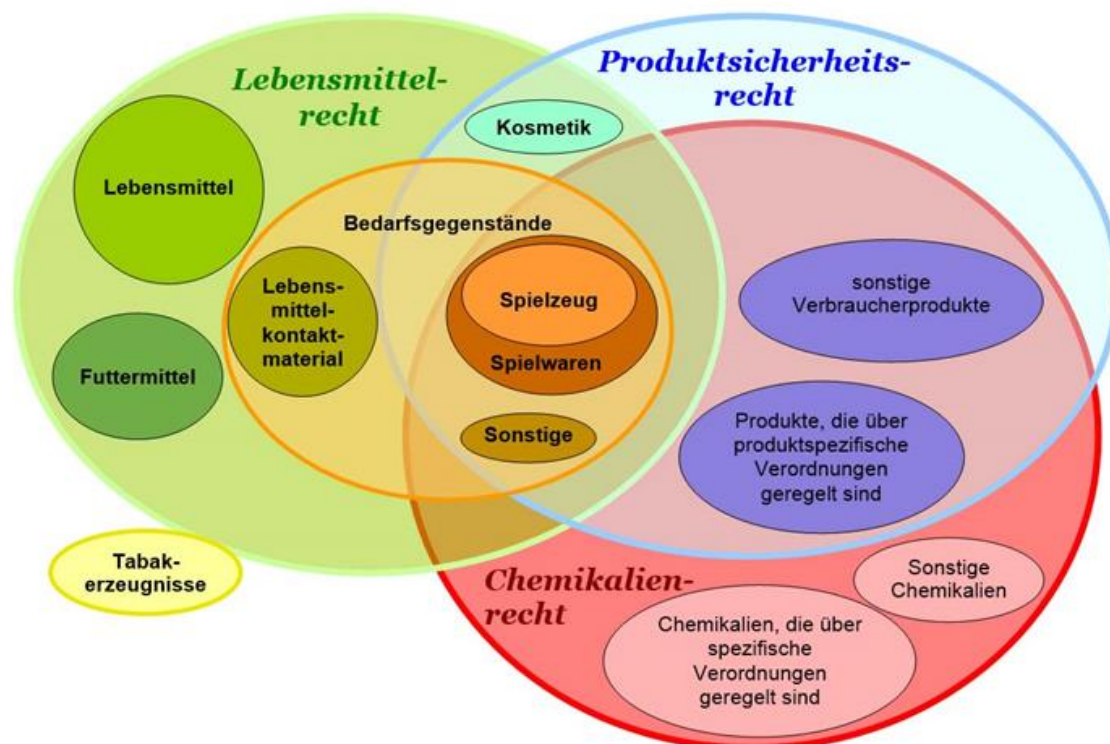 Lebensmittel-
recht
Produktsicherheits-
recht
Kosmetik
Lebensmittel
Bedarfsgegenstände
Lebens-
mittel-
kontakt-
material
Spielzeug
Spielwaren
sonstige
Verbraucherprodukte
Futtermittel
Sonstige
Produkte, die über
produktspezifische
Verordnungen
geregelt sind
Tabak-
erzeugnisse
Chemikalien-
recht
Sonstige
Chemikalien
Chemikalien, die über
spezifische
Verordnungen
geregelt sind